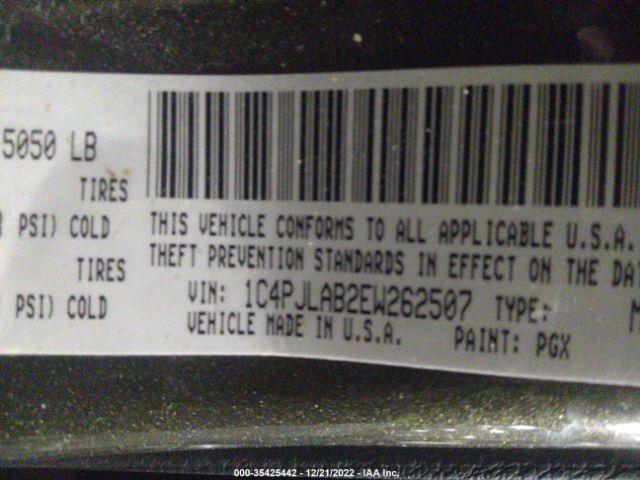 5050 LB
TIRES
PSI) COLD
TIRES
PSI) COLD
THIS VEHICLE CONFORMS TO ALL APPLICABLE U.S.A.
THEFT PREVENTION STANDARDS IN EFFECT ON THE DAT
VIN: 1C4PJLAB2EW262507 TYPE: M
VEHICLE MADE IN U.S.A. PAINT: PGX
000-35425442 - 12/21/2022 - IAA Inc.